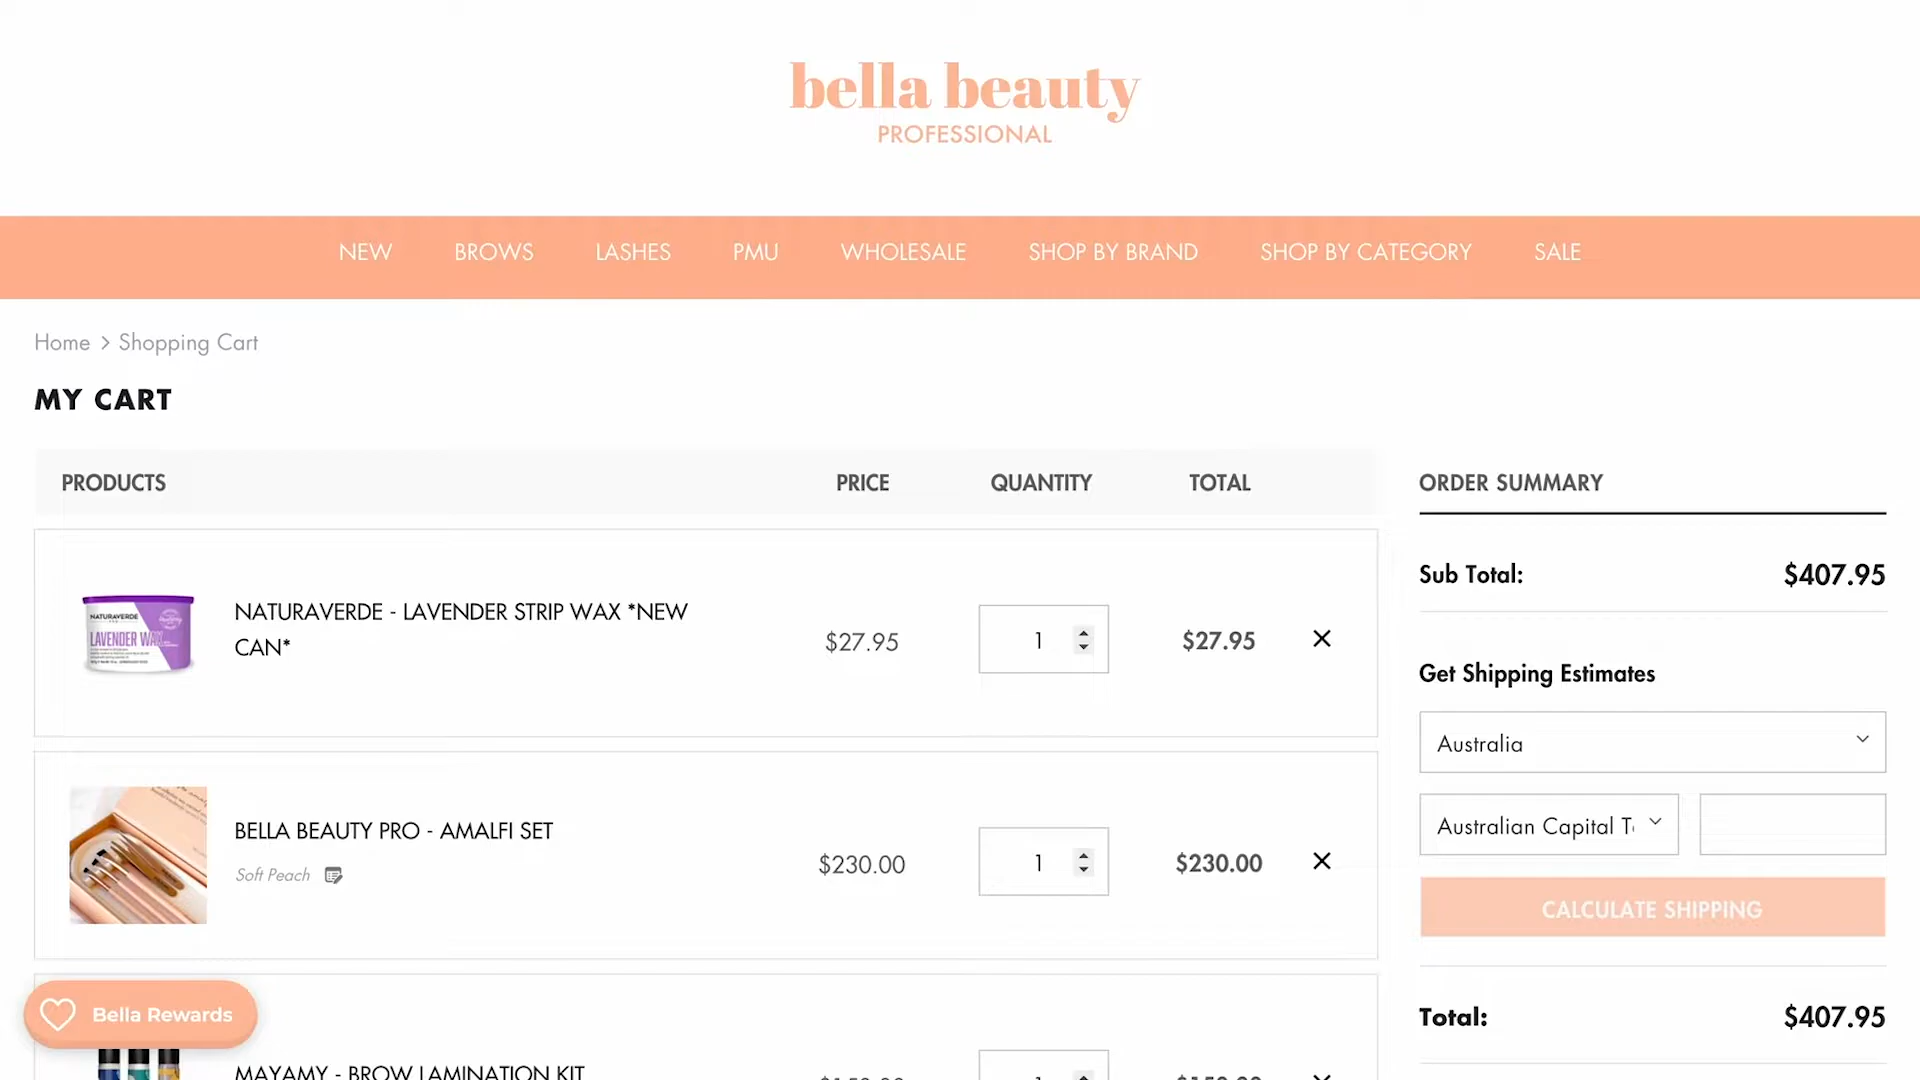 bella beauty
PROFESSIONAL
NEW BROWS LASHES PMU WHOLESALE SHOP BY BRAND SHOP BY CATEGORY SALE
Home > Shopping Cart
MY CART
PRODUCTS PRICE QUANTITY TOTAL
NATURAVERDE
LAVENDER WAX
NATURAVERDE - LAVENDER STRIP WAX *NEW
CAN*
$27.95 1 $27.95
BELLA BEAUTY PRO - AMALFI SET
Soft Peach
$230.00 1 $230.00
MAYAMY - BROW LAMINATION KIT
Bella Rewards
ORDER SUMMARY
Sub Total: $407.95
Get Shipping Estimates
Australia
Australian Capital T
CALCULATE SHIPPING
Total: $407.95